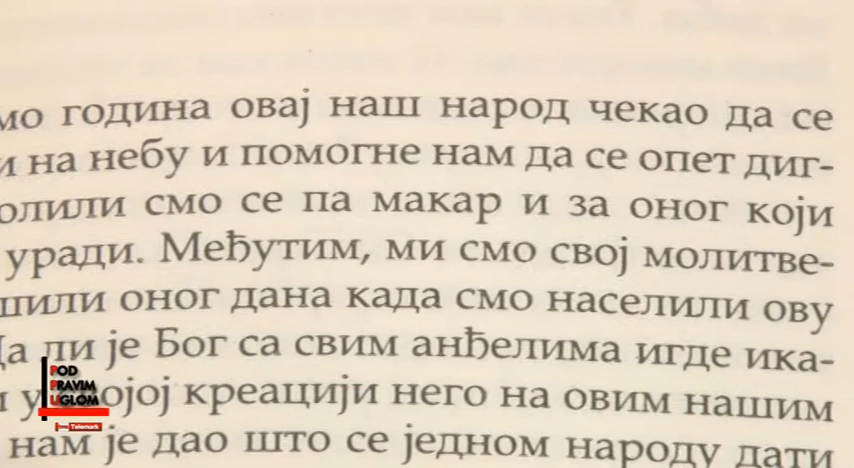 мо година овај наш народ чекао да се
и на небу и помогне нам да се опет диг-
олили смо се па макар и за оног који
уради. Међутим, ми смо свој молитве-
шили оног дана када смо населили ову
Да ли је Бог са свим анђелима игде ика-
и у својој креацији него на овим нашим
нам је дао што се једном народу дати
POD
PRAVIM
UGLOM
Telemark